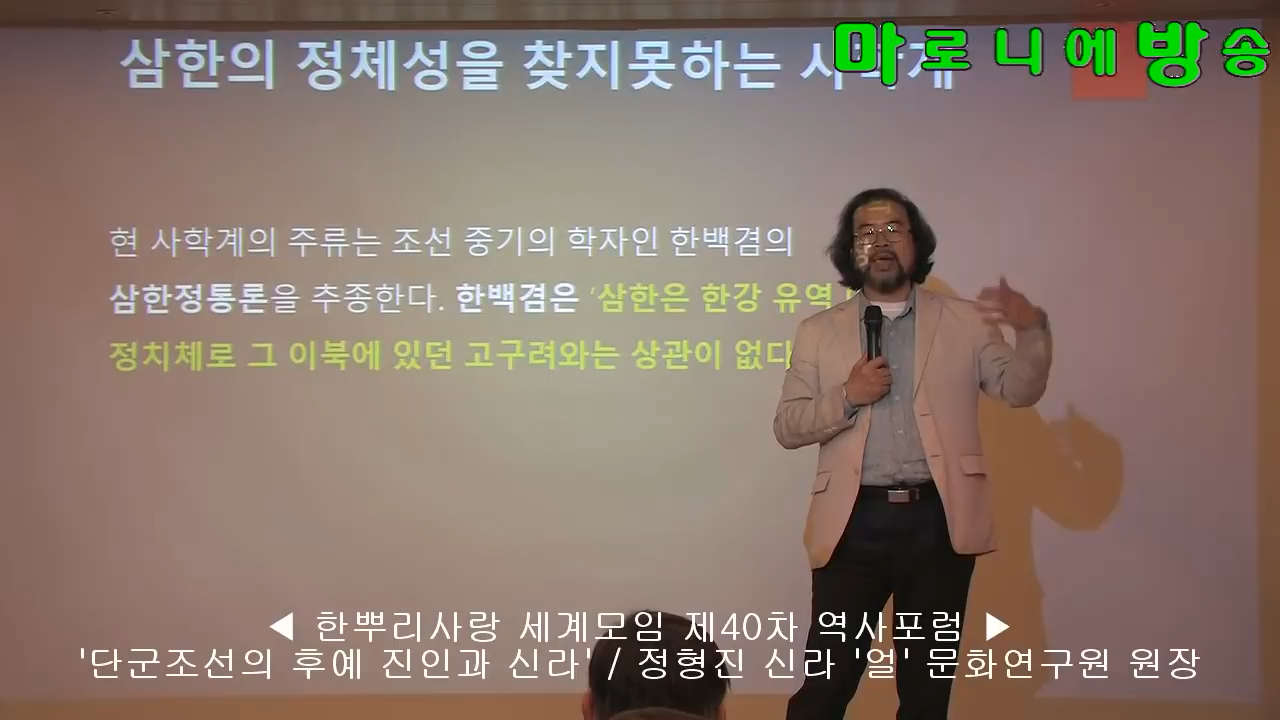 삼한의 정체성을 찾지못하는
마로니에방송
현 사학계의 주류는 조선 중기의 학자인 한백겸의
삼한정통론을 추종한다. 한백겸은 '삼한은 한강 유역
정치체로 그 이북에 있던 고구려와는 상관이 없다
◀ 한뿌리사랑 세계모임 제40차 역사포럼 ▶
'단군조선의 후예 진인과 신라' / 정형진 신라 '얼' 문화연구원 원장